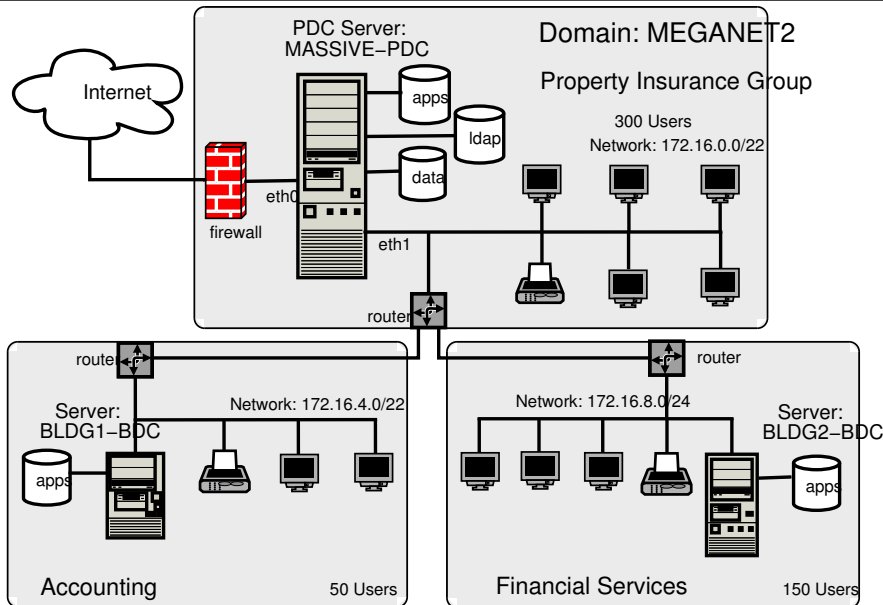 PDC Server:
MASSIVE–PDC
Domain: MEGANET2
Property Insurance Group
Internet
apps
ldap
data
300 Users
Network: 172.16.0.0/22
eth0
firewall
eth1
router
router
Network: 172.16.4.0/22
Server:
BLDG1–BDC
apps
Accounting
50 Users
router
Network: 172.16.8.0/24
Server:
BLDG2–BDC
apps
Financial Services
150 Users